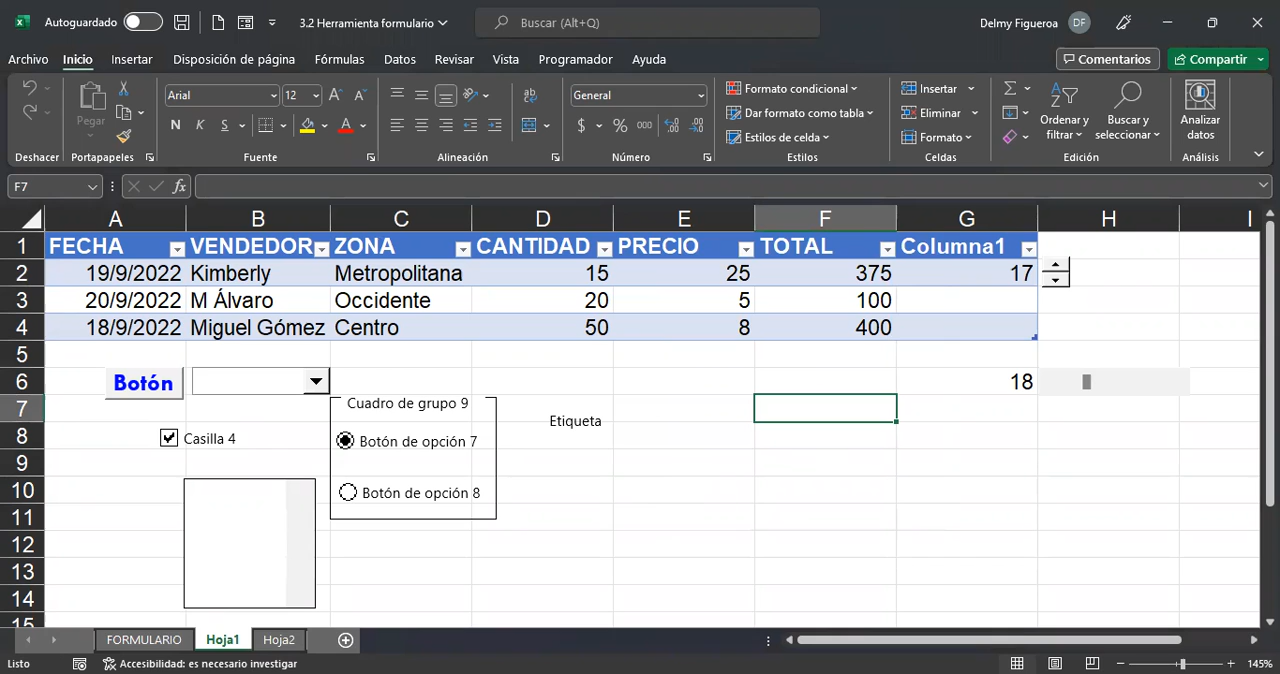 Autoguardado 3.2 Herramienta formulario Buscar (Alt+Q) Delmy Figueroa DF
Archivo Inicio Insertar Disposición de página Fórmulas Datos Revisar Vista Programador Ayuda Comentarios Compartir
Arial 12 General Formato condicional Insertar
Pegar Dar formato como tabla Eliminar Ordenar y filtrar Buscar y seleccionar Analizar datos
N K S $ % 000 Estilos de celda Formato
Deshacer Portapapeles Fuente Alineación Número Estilos Celdas Edición Análisis
F7 fx
A B C D E F G H I
1 FECHA VENDEDOR ZONA CANTIDAD PRECIO TOTAL Columna1
2 19/9/2022 Kimberly Metropolitana 15 25 375 17
3 20/9/2022 M Álvaro Occidente 20 5 100
4 18/9/2022 Miguel Gómez Centro 50 8 400
5
6 Botón 18
7 Cuadro de grupo 9 Etiqueta
8 Casilla 4 Botón de opción 7
9
10 Botón de opción 8
11
12
13
14
15
FORMULARIO Hoja1 Hoja2
Listo Accesibilidad: es necesario investigar 145%